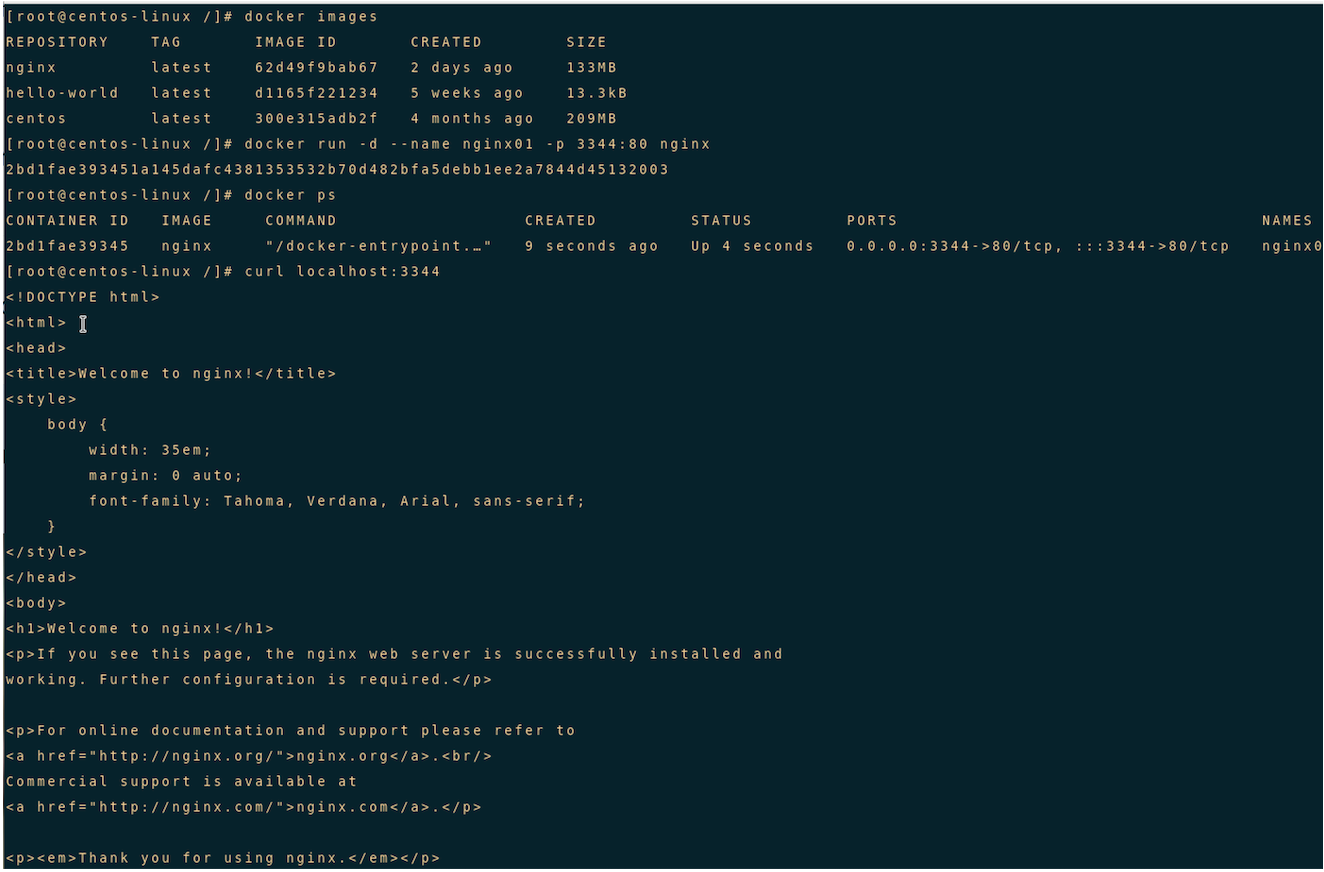 [root@centos-linux /]# docker images
REPOSITORY    TAG       IMAGE ID       CREATED        SIZE
nginx         latest    62d49f9bab67   2 days ago     133MB
hello-world   latest    d1165f221234   5 weeks ago    13.3kB
centos        latest    300e315adb2f   4 months ago   209MB
[root@centos-linux /]# docker run -d --name nginx01 -p 3344:80 nginx
2bd1fae393451a145dafc4381353532b70d482bfa5debb1ee2a7844d45132003
[root@centos-linux /]# docker ps
CONTAINER ID   IMAGE     COMMAND                  CREATED         STATUS         PORTS                                   NAMES
2bd1fae39345   nginx     "/docker-entrypoint.…"   9 seconds ago   Up 4 seconds   0.0.0.0:3344->80/tcp, :::3344->80/tcp   nginx0
[root@centos-linux /]# curl localhost:3344
<!DOCTYPE html>
<html>
<head>
<title>Welcome to nginx!</title>
<style>
    body {
        width: 35em;
        margin: 0 auto;
        font-family: Tahoma, Verdana, Arial, sans-serif;
    }
</style>
</head>
<body>
<h1>Welcome to nginx!</h1>
<p>If you see this page, the nginx web server is successfully installed and
working. Further configuration is required.</p>

<p>For online documentation and support please refer to
<a href="http://nginx.org/">nginx.org</a>.<br/>
Commercial support is available at
<a href="http://nginx.com/">nginx.com</a>.</p>

<p><em>Thank you for using nginx.</em></p>